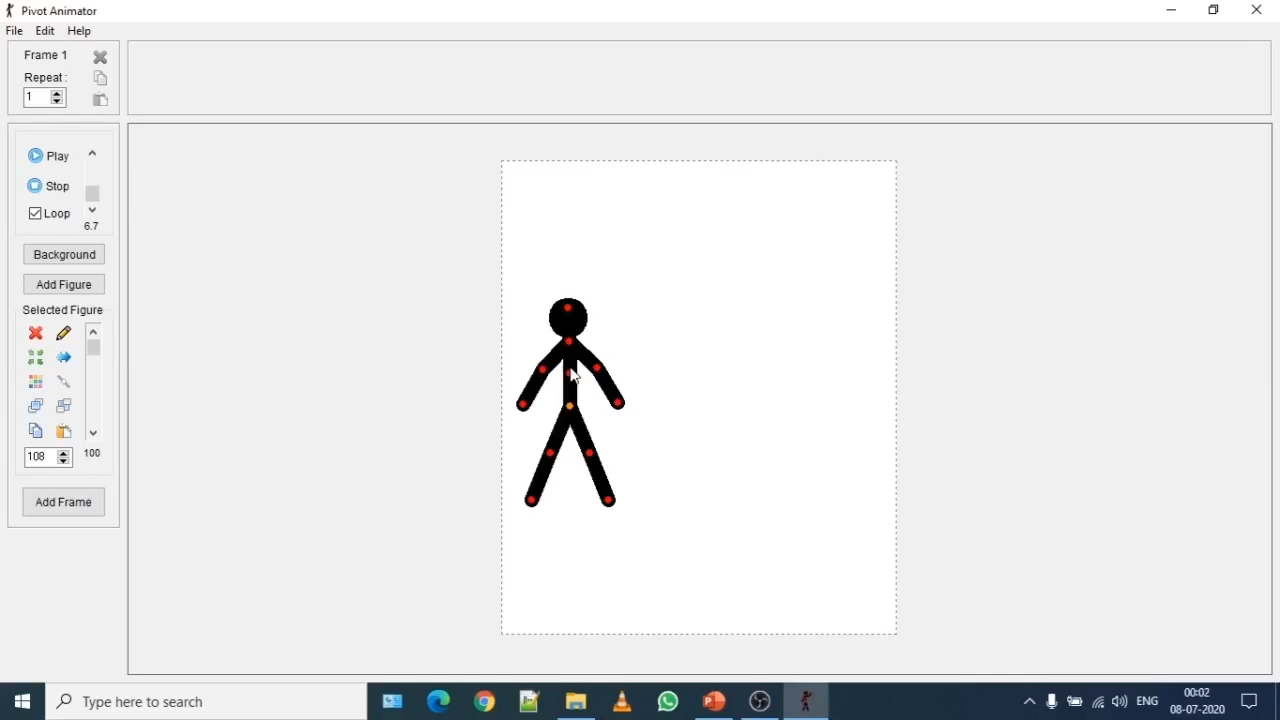 Pivot Animator
File Edit Help
Frame 1
Repeat:
1
Play
Stop
Loop
6.7
Background
Add Figure
Selected Figure
108 100
Add Frame
Type here to search
ENG
00:02
08-07-2020